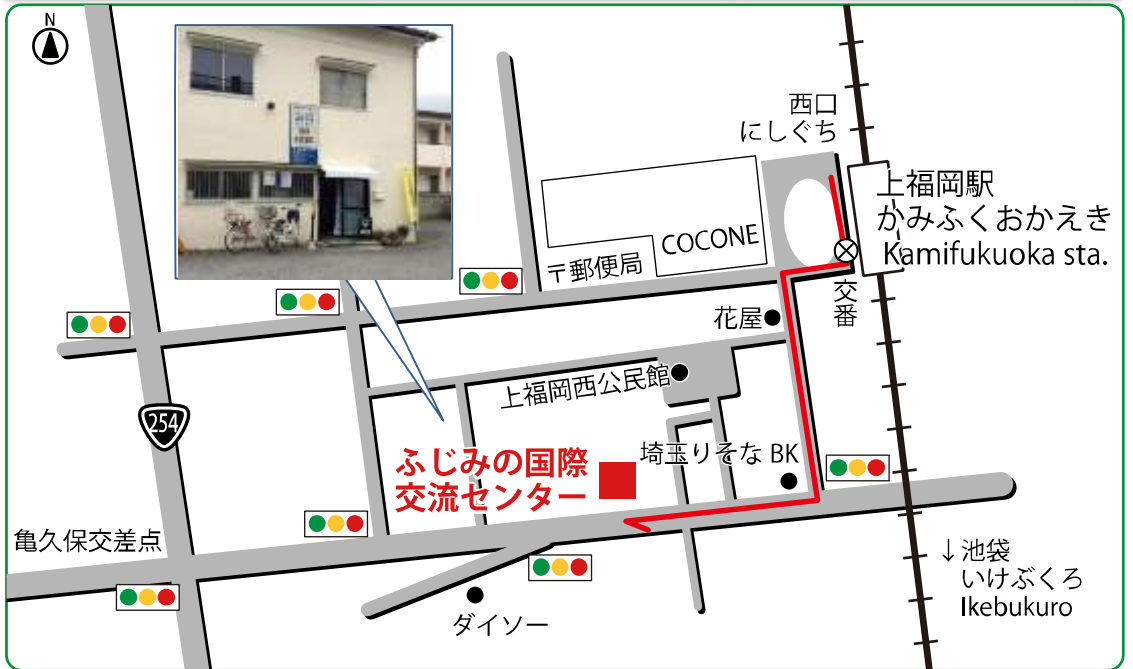 N
西口
にしぐち
上福岡駅
かみふくおかえき
Kamifukuoka sta.
COCONE
〒郵便局
交番
花屋
上福岡西公民館
254
ふじみの国際
交流センター
埼玉りそな BK
亀久保交差点
ダイソー
↓池袋
いけぶくろ
Ikebukuro